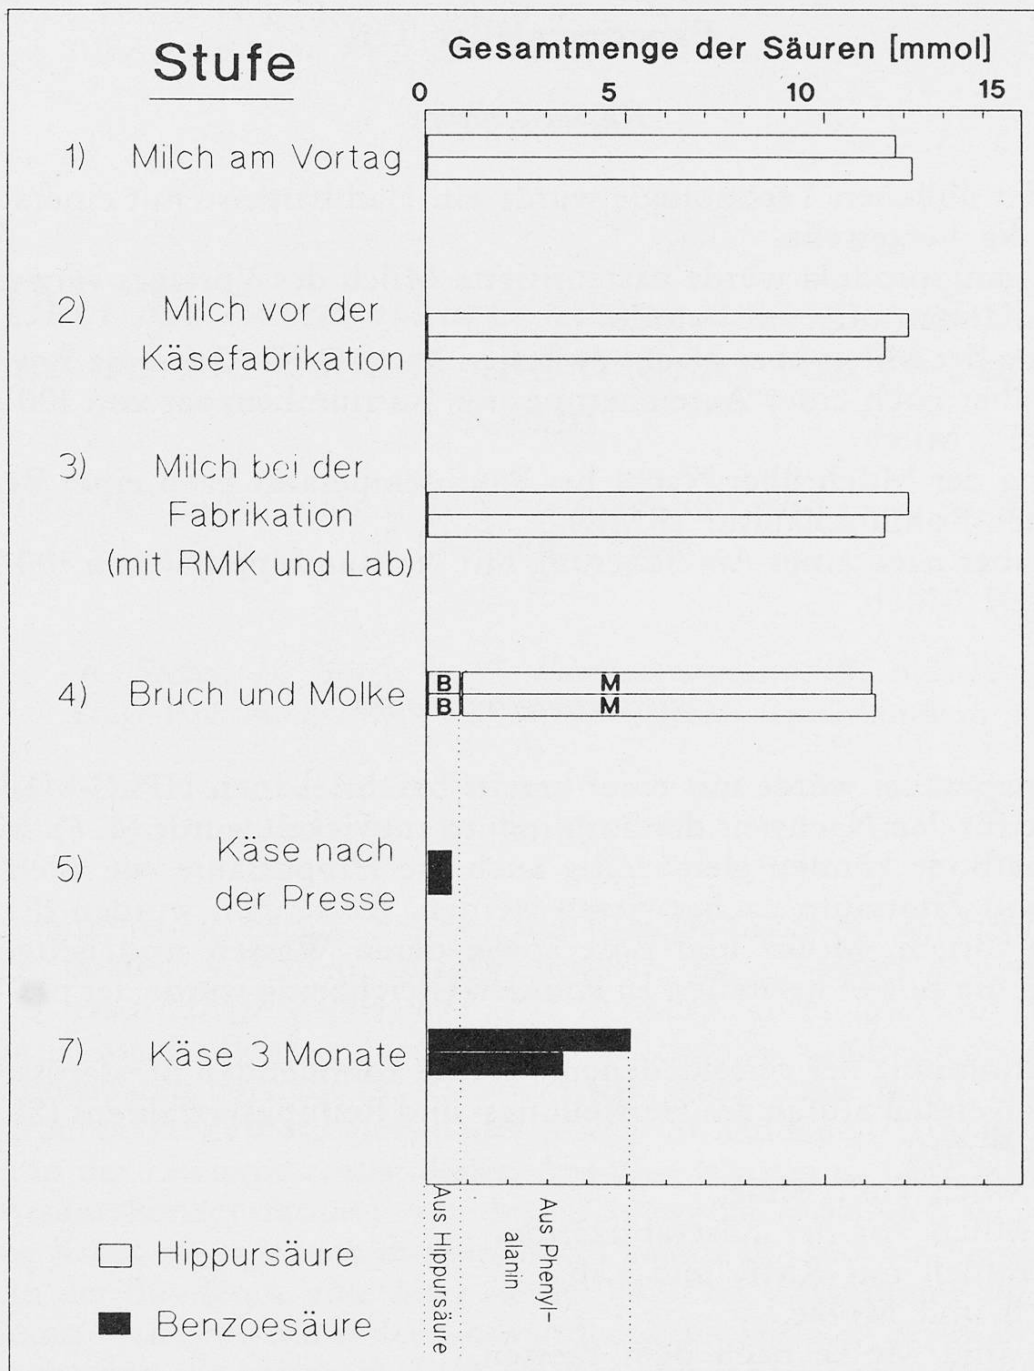 Stufe
Gesamtmenge der Säuren [mmol]
0 5 10 15
1) Milch am Vortag
2) Milch vor der
Käsefabrikation
3) Milch bei der
Fabrikation
(mit RMK und Lab)
4) Bruch und Molke
B M
B M
5) Käse nach
der Presse
7) Käse 3 Monate
Aus Hippursäure
Aus Phenyl-
alanin
Hippursäure
Benzoesäure